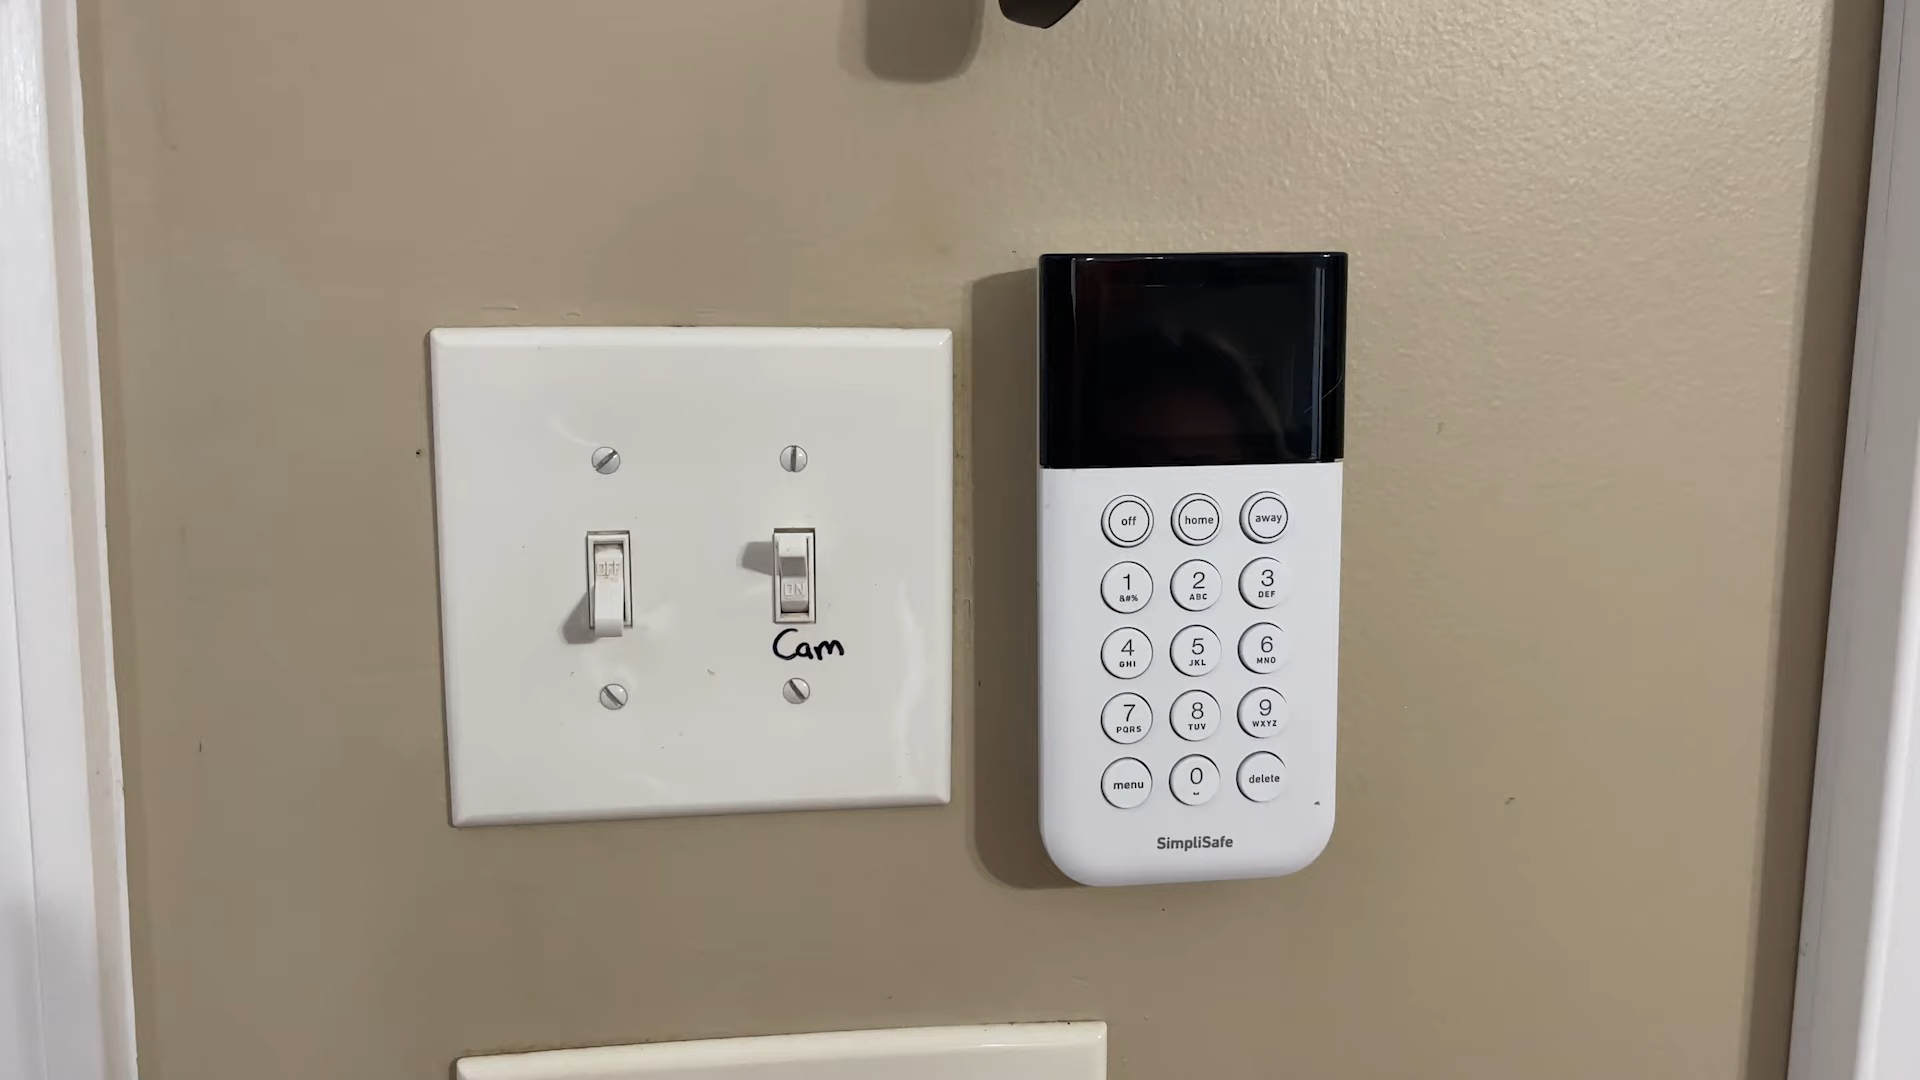 OFF
ON
Cam
off home away
1 2 3
&#% ABC DEF
4 5 6
GHI JKL MNO
7 8 9
PQRS TUV WXYZ
menu 0 delete
SimpliSafe